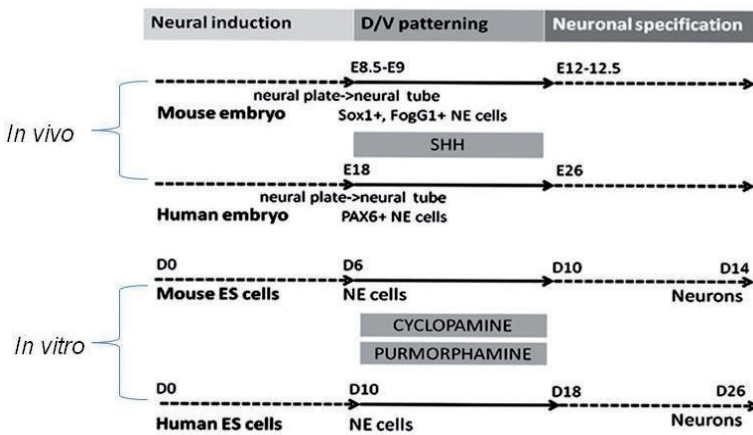 Neural induction D/V patterning Neuronal specification
E8.5-E9 E12-12.5
neural plate->neural tube
Mouse embryo Sox1+, FogG1+ NE cells
In vivo
SHH
E18 E26
neural plate->neural tube
Human embryo PAX6+ NE cells
D0 D6 D10 D14
Mouse ES cells NE cells Neurons
In vitro
CYCLOPAMINE
PURMORPHAMINE
D0 D10 D18 D26
Human ES cells NE cells Neurons